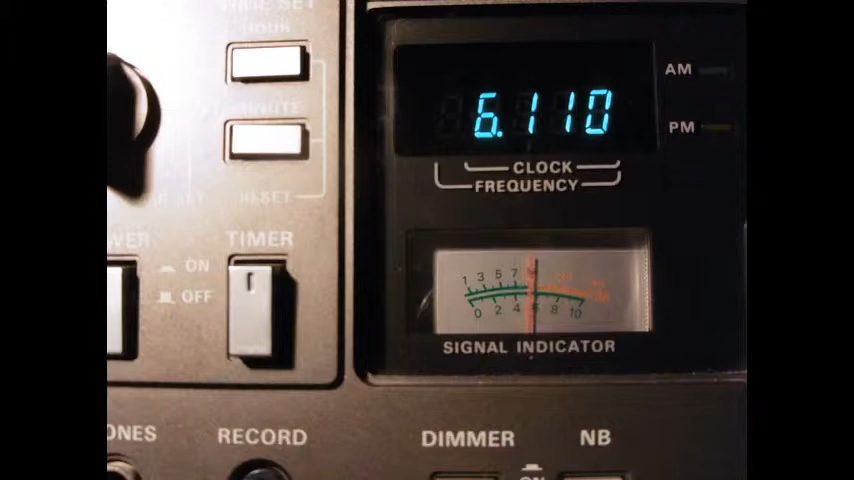 TIME SET
HOUR
MINUTE
RESET
TIMER
ON
OFF
6.110
AM
PM
CLOCK
FREQUENCY
1 3 5 7
0 2 4 6 8 10
SIGNAL INDICATOR
RECORD
DIMMER
NB
ON